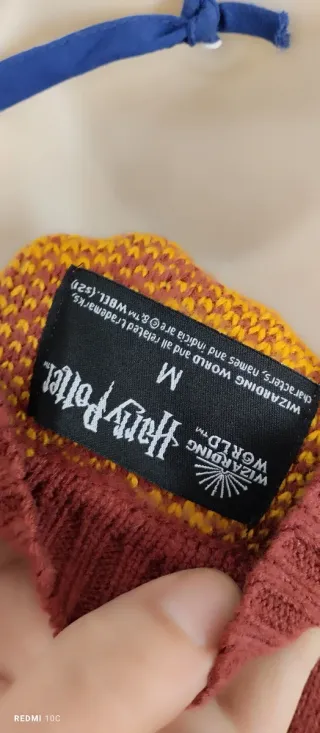 WIZARDING
WORLD™
Harry Potter
M
WIZARDING WORLD and all related trademarks,
characters, names and indicia are © & ™ WBEI. (s21)
REDMI 10C